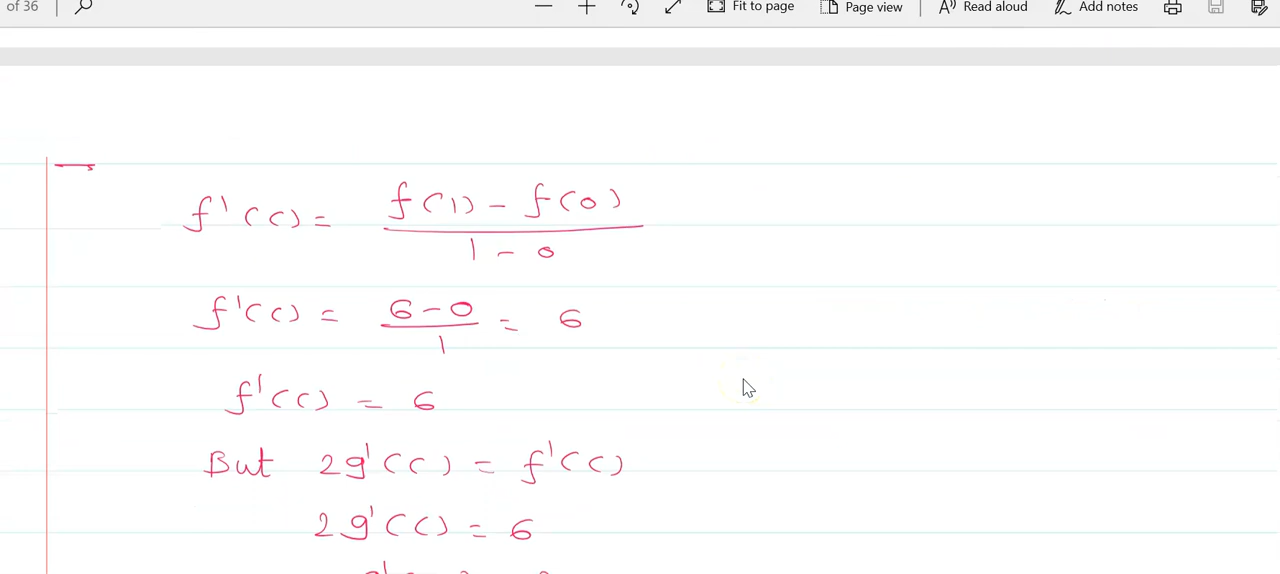 of 36 Fit to page Page view Read aloud Add notes
f'(c) = f(1) - f(0) / 1 - 0
f'(c) = 6 - 0 / 1 = 6
f'(c) = 6
But 2g'(c) = f'(c)
2g'(c) = 6